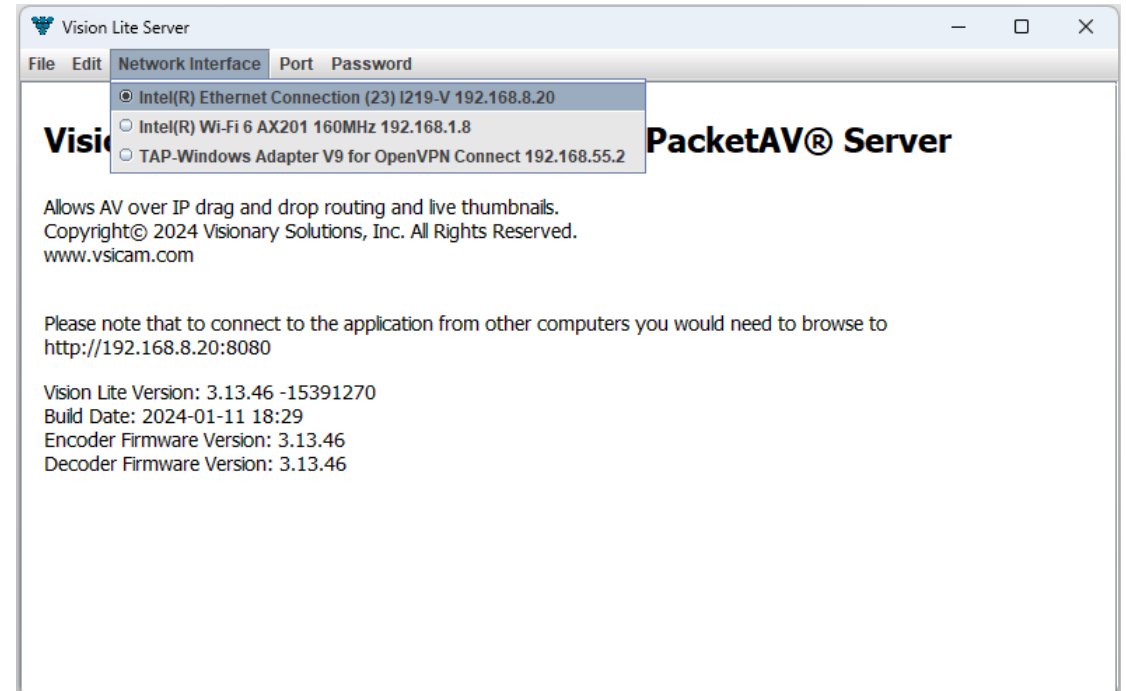 Vision Lite Server
File Edit Network Interface Port Password
Intel(R) Ethernet Connection (23) I219-V 192.168.8.20
Intel(R) Wi-Fi 6 AX201 160MHz 192.168.1.8
TAP-Windows Adapter V9 for OpenVPN Connect 192.168.55.2
PacketAV® Server
Allows AV over IP drag and drop routing and live thumbnails.
Copyright© 2024 Visionary Solutions, Inc. All Rights Reserved.
www.vsicam.com
Please note that to connect to the application from other computers you would need to browse to
http://192.168.8.20:8080
Vision Lite Version: 3.13.46 -15391270
Build Date: 2024-01-11 18:29
Encoder Firmware Version: 3.13.46
Decoder Firmware Version: 3.13.46